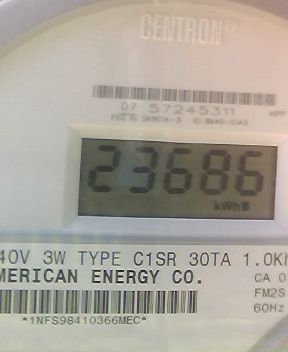 CENTRON®
07 57245311
23686
kWh
40V 3W TYPE C1SR 30TA 1.0K
MERICAN ENERGY CO.
CA 0
FM2S
60Hz
*1NFS98410366MEC*